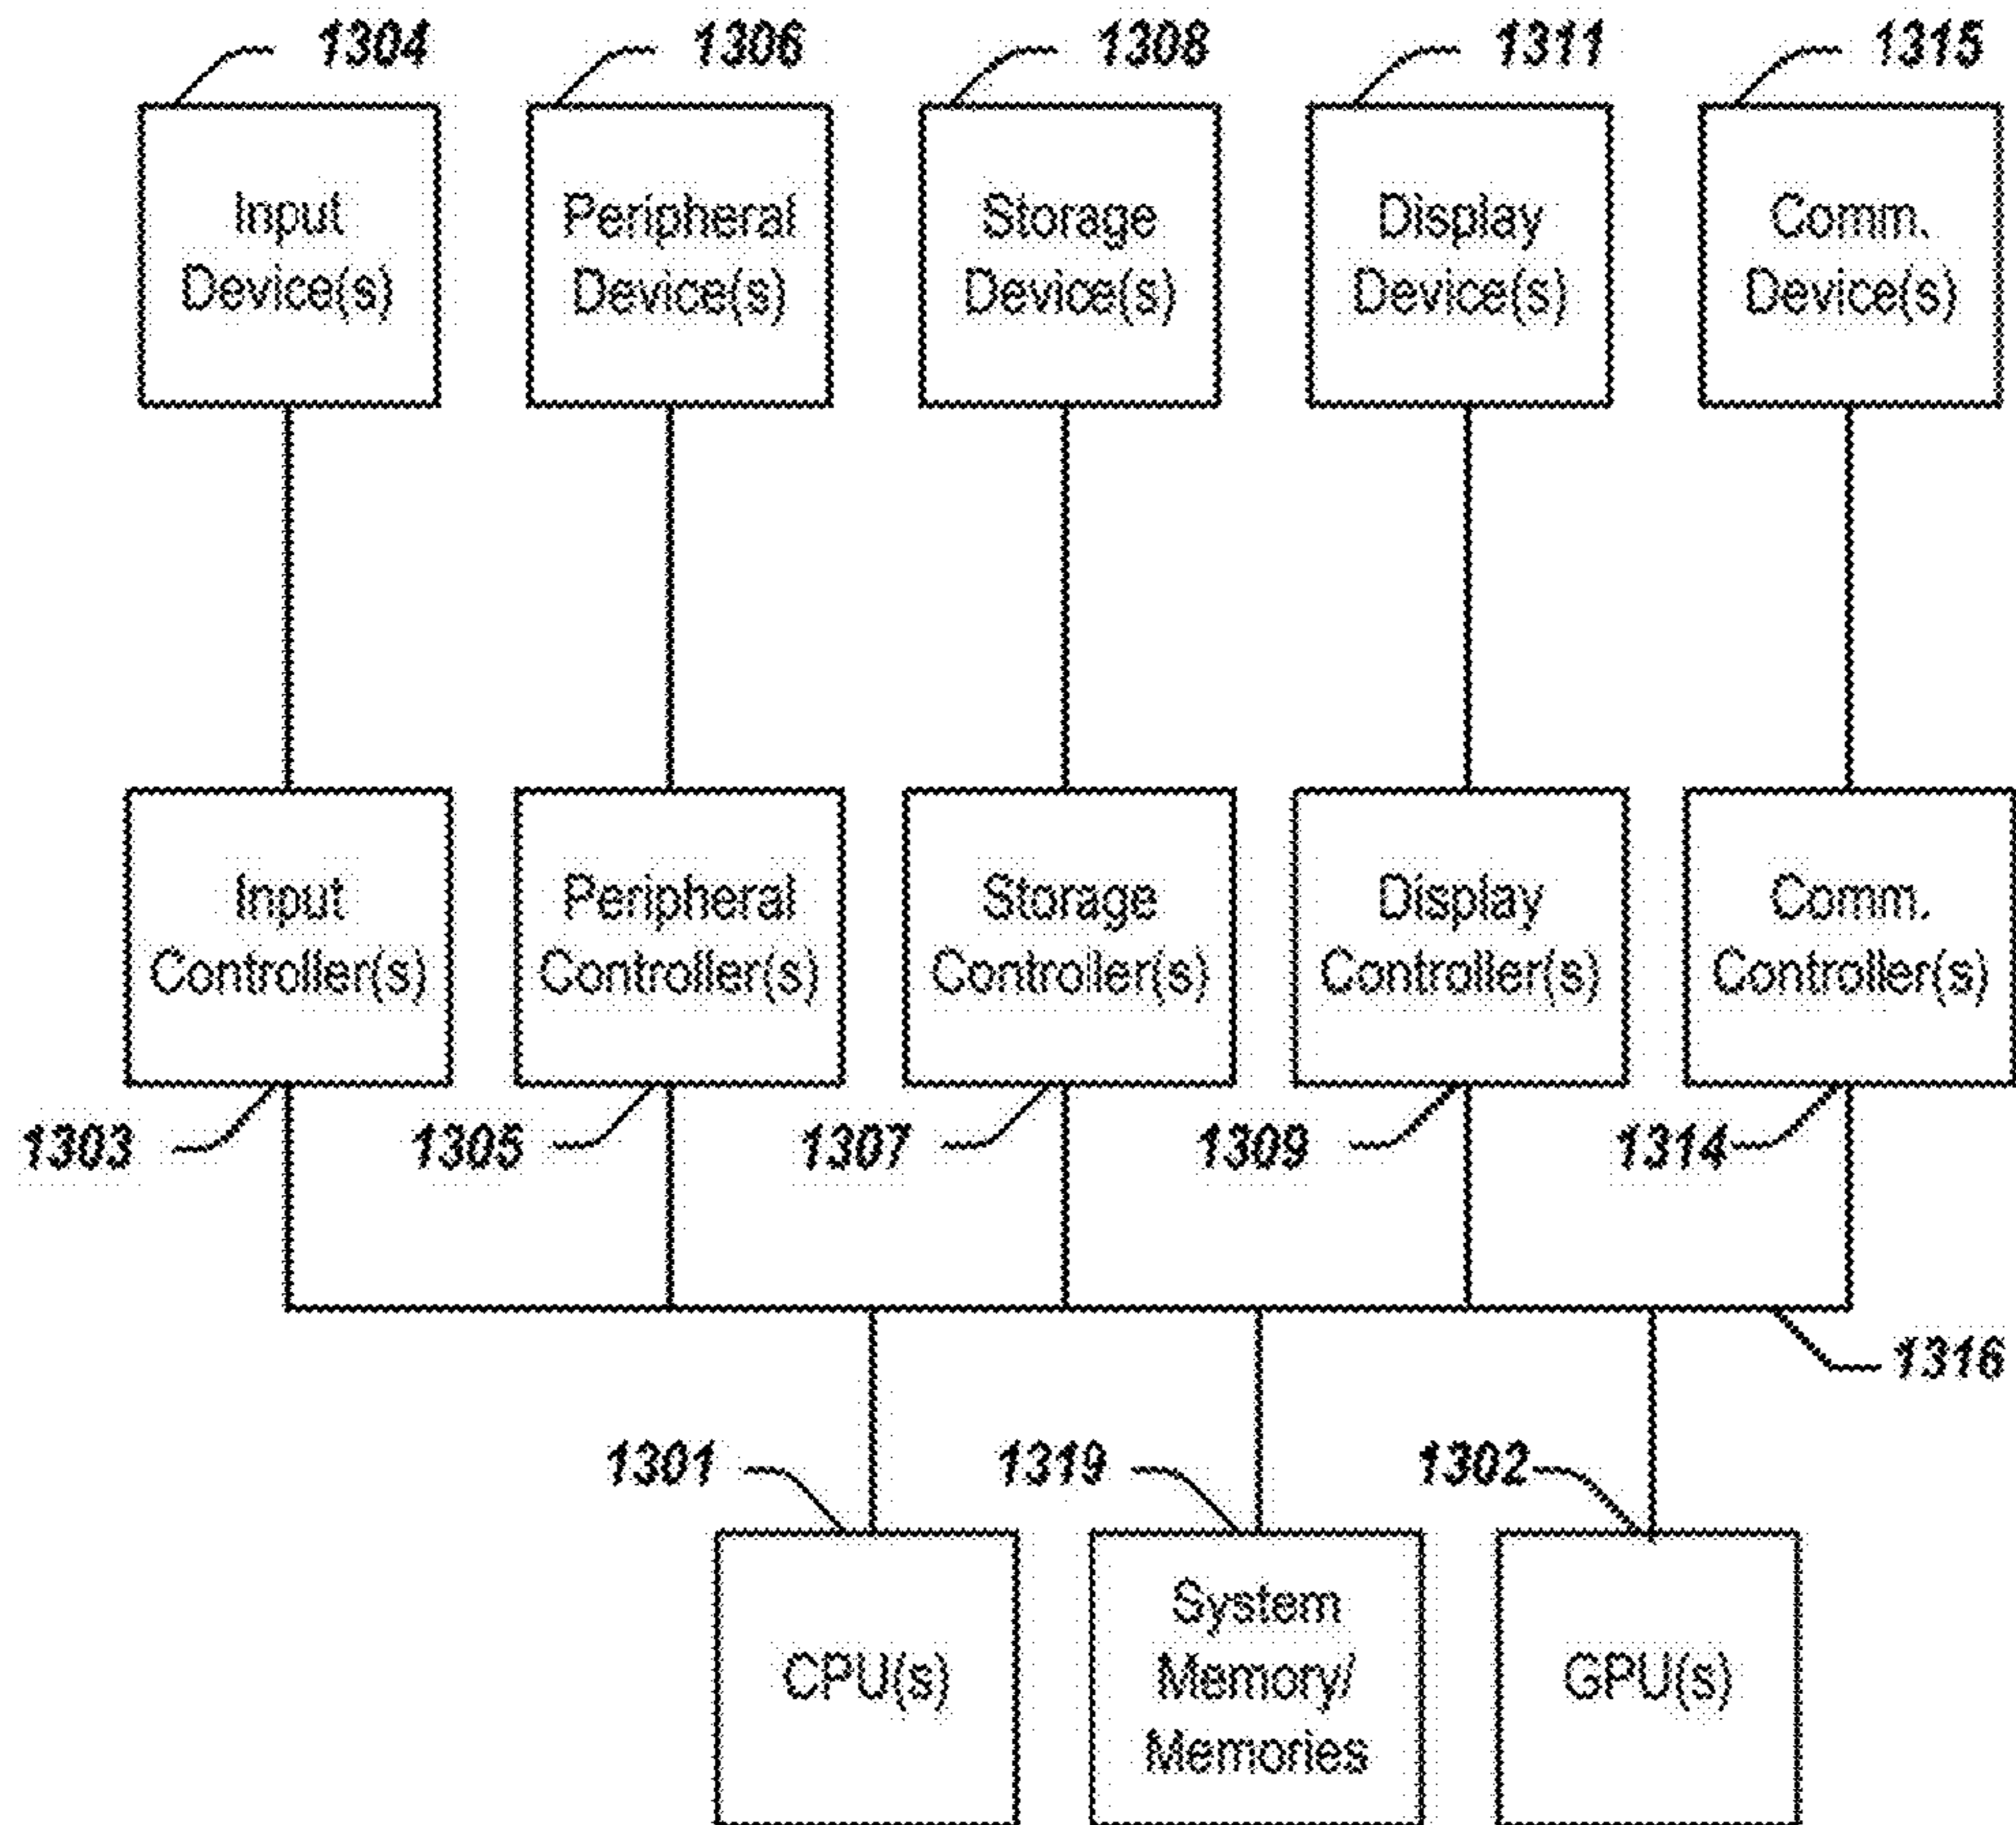 1304 1306 1308 1311 1315
Input Peripheral Storage Display Comm.
Device(s) Device(s) Device(s) Device(s) Device(s)
Input Peripheral Storage Display Comm.
Controller(s) Controller(s) Controller(s) Controller(s) Controller(s)
1303 1305 1307 1309 1314
1316
1301 1319 1302
System
CPU(s) Memory/ GPU(s)
Memories